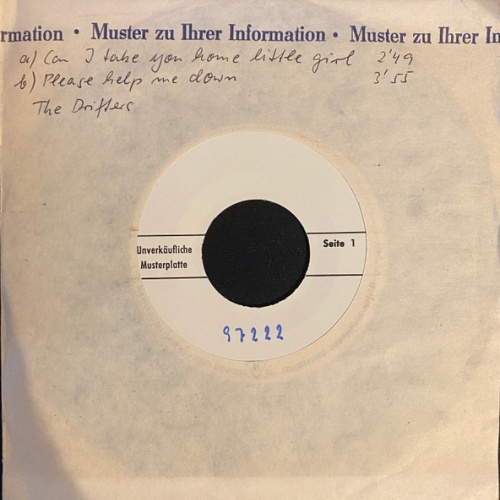 rmation • Muster zu Ihrer Information • Muster zu Ihrer In
a) Can I take you home little girl 2'49
b) Please help me down 3'55
The Drifters
Unverkäufliche
Musterplatte
Seite 1
97222